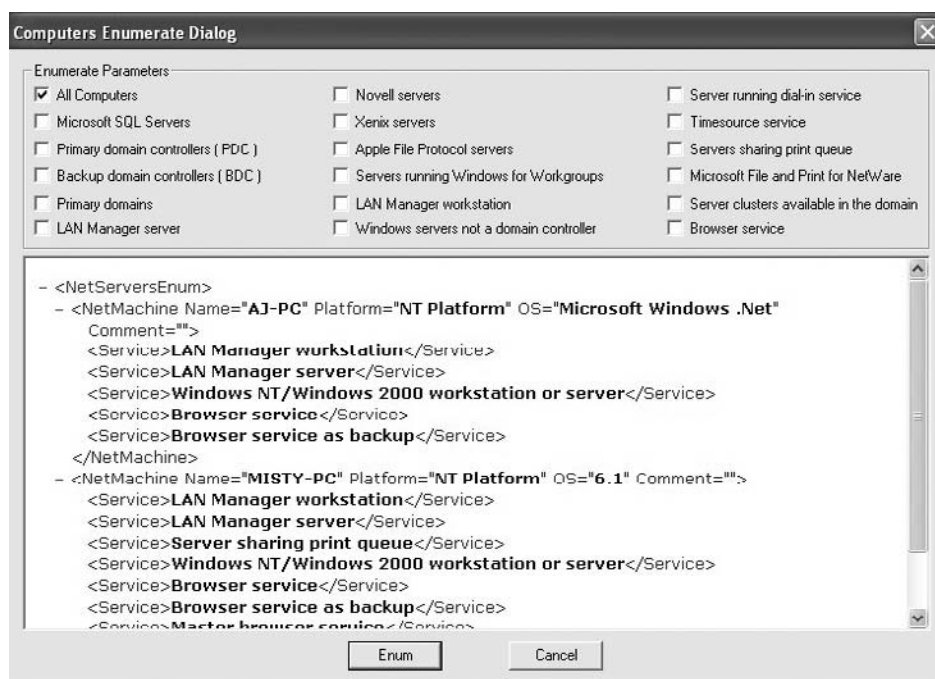 Computers Enumerate Dialog
Enumerate Parameters
All Computers
Novell servers
Server running dial-in service
Microsoft SQL Servers
Xenix servers
Timesource service
Primary domain controllers ( PDC )
Apple File Protocol servers
Servers sharing print queue
Backup domain controllers ( BDC )
Servers running Windows for Workgroups
Microsoft File and Print for NetWare
Primary domains
LAN Manager workstation
Server clusters available in the domain
LAN Manager server
Windows servers not a domain controller
Browser service
- <NetServersEnum>
- <NetMachine Name="AJ-PC" Platform="NT Platform" OS="Microsoft Windows .Net"
Comment="">
<Service>LAN Manager workstation</Service>
<Service>LAN Manager server</Service>
<Service>Windows NT/Windows 2000 workstation or server</Service>
<Service>Browser service</Service>
<Service>Browser service as backup</Service>
</NetMachine>
- <NetMachine Name="MISTY-PC" Platform="NT Platform" OS="6.1" Comment="">
<Service>LAN Manager workstation</Service>
<Service>LAN Manager server</Service>
<Service>Server sharing print queue</Service>
<Service>Windows NT/Windows 2000 workstation or server</Service>
<Service>Browser service</Service>
<Service>Browser service as backup</Service>
<Service>Master browser service</Service>
Enum
Cancel